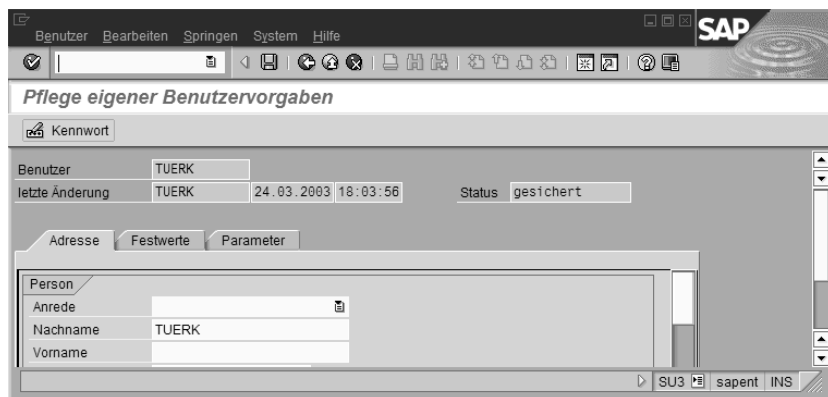 Benutzer Bearbeiten Springen System Hilfe
SAP
Pflege eigener Benutzervorgaben
Kennwort
Benutzer TUERK
letzte Änderung TUERK 24.03.2003 18:03:56 Status gesichert
Adresse Festwerte Parameter
Person
Anrede
Nachname TUERK
Vorname
SU3 sapent INS